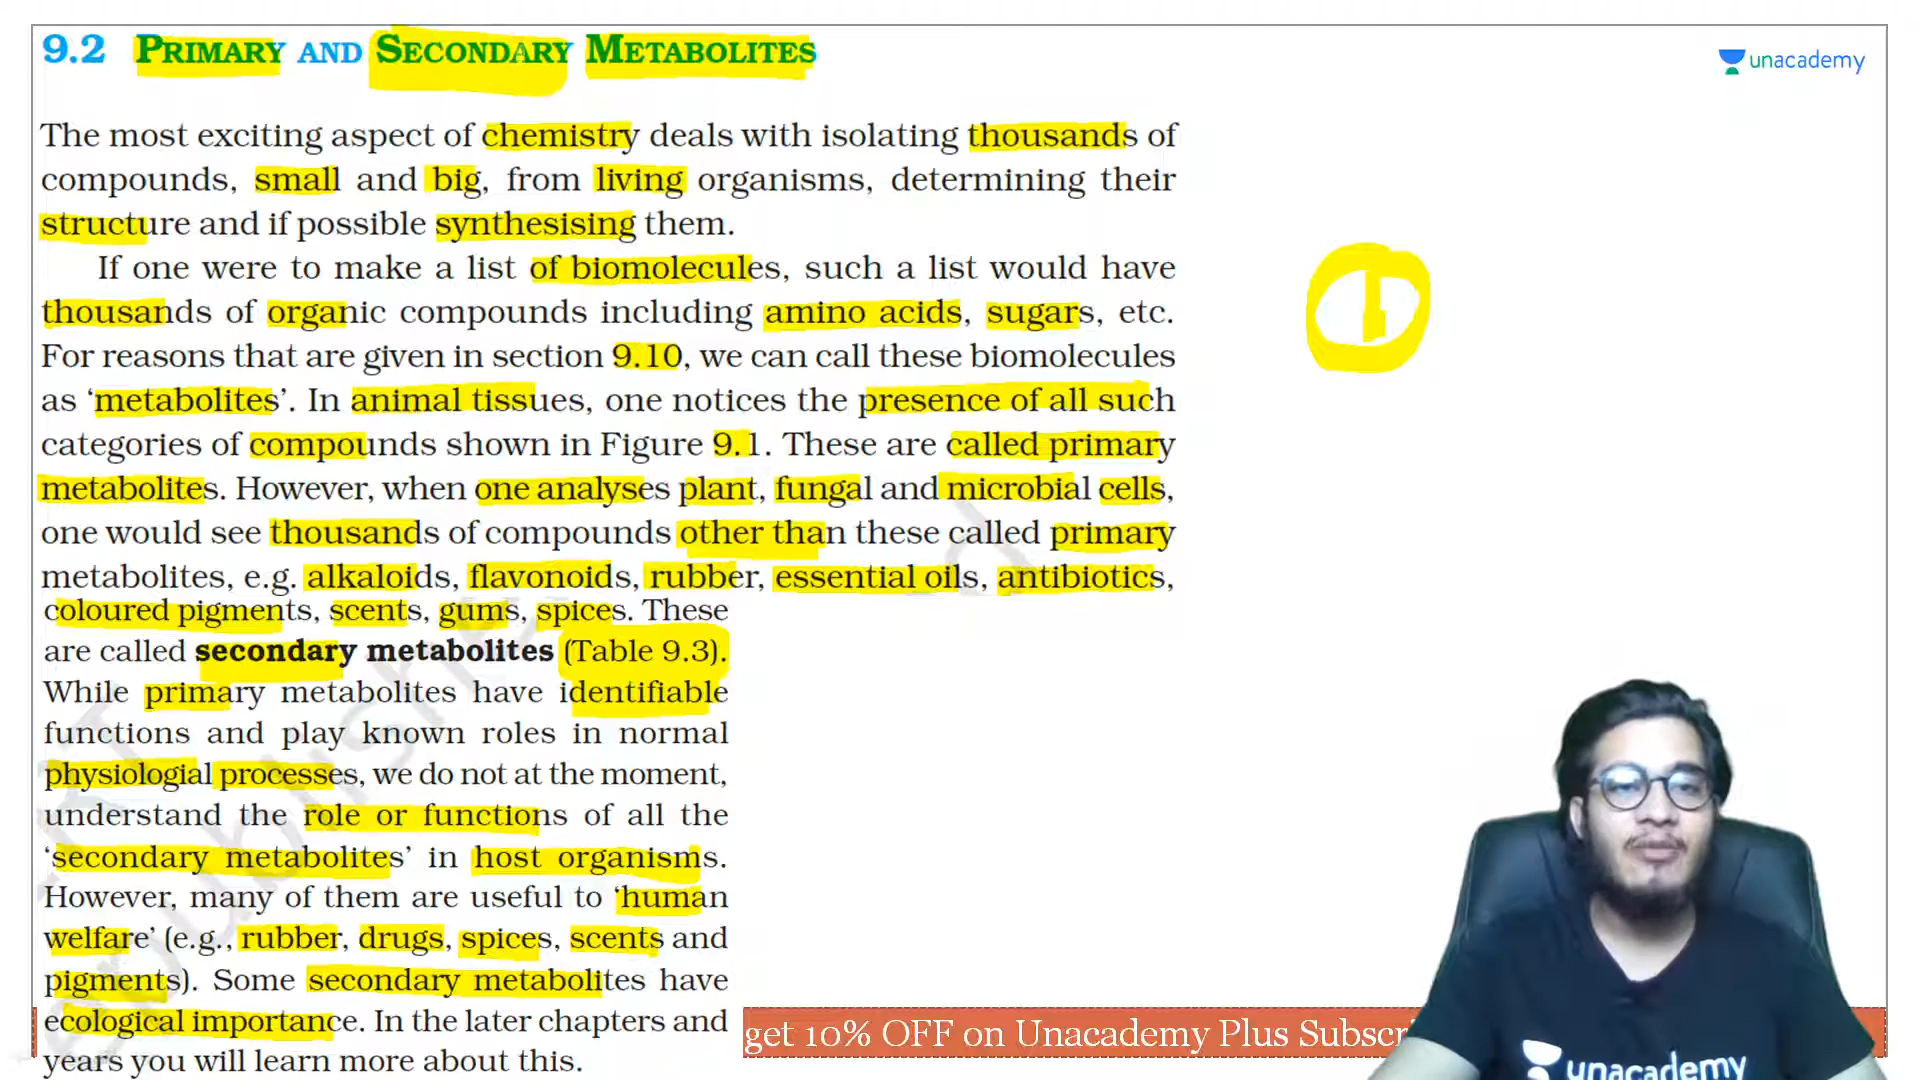 9.2 PRIMARY AND SECONDARY METABOLITES
unacademy
The most exciting aspect of chemistry deals with isolating thousands of
compounds, small and big, from living organisms, determining their
structure and if possible synthesising them.
If one were to make a list of biomolecules, such a list would have
thousands of organic compounds including amino acids, sugars, etc.
For reasons that are given in section 9.10, we can call these biomolecules
as ‘metabolites’. In animal tissues, one notices the presence of all such
categories of compounds shown in Figure 9.1. These are called primary
metabolites. However, when one analyses plant, fungal and microbial cells,
one would see thousands of compounds other than these called primary
metabolites, e.g. alkaloids, flavonoids, rubber, essential oils, antibiotics,
coloured pigments, scents, gums, spices. These
are called secondary metabolites (Table 9.3).
While primary metabolites have identifiable
functions and play known roles in normal
physiologial processes, we do not at the moment,
understand the role or functions of all the
‘secondary metabolites’ in host organisms.
However, many of them are useful to ‘human
welfare’ (e.g., rubber, drugs, spices, scents and
pigments). Some secondary metabolites have
ecological importance. In the later chapters and
years you will learn more about this.
1
get 10% OFF on Unacademy Plus Subscr
unacademy